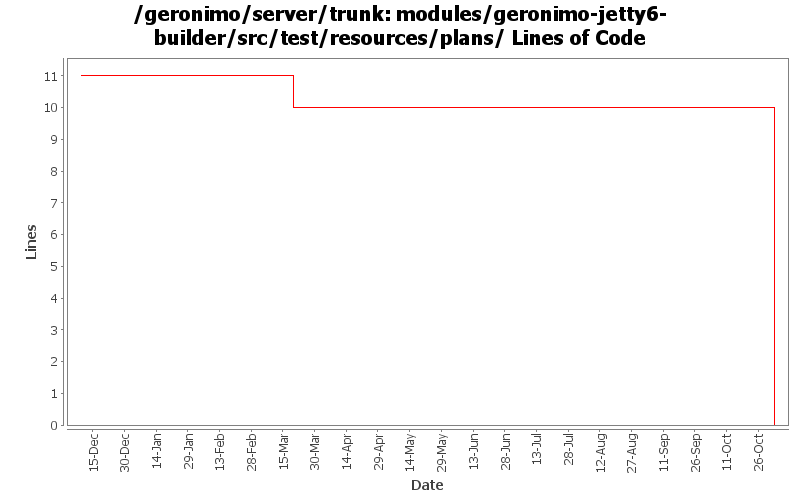 /geronimo/server/trunk: modules/geronimo-jetty6-
builder/src/test/resources/plans/ Lines of Code
Lines
11
10
9
8
7
6
5
4
3
2
1
0
15-Dec
30-Dec
14-Jan
29-Jan
13-Feb
28-Feb
15-Mar
30-Mar
14-Apr
29-Apr
14-May
29-May
13-Jun
28-Jun
13-Jul
28-Jul
12-Aug
27-Aug
11-Sep
26-Sep
11-Oct
26-Oct
Date